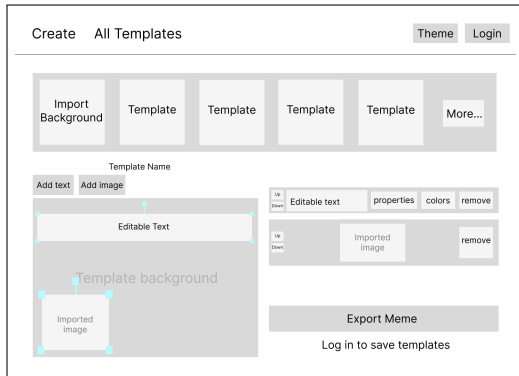 Create All Templates Theme Login
Import
Background
Template Template Template Template More...
Template Name
Add text Add image
Editable Text
Template background
Imported
image
Up
Down
Editable text properties colors remove
Up
Down
Imported
image
remove
Export Meme
Log in to save templates